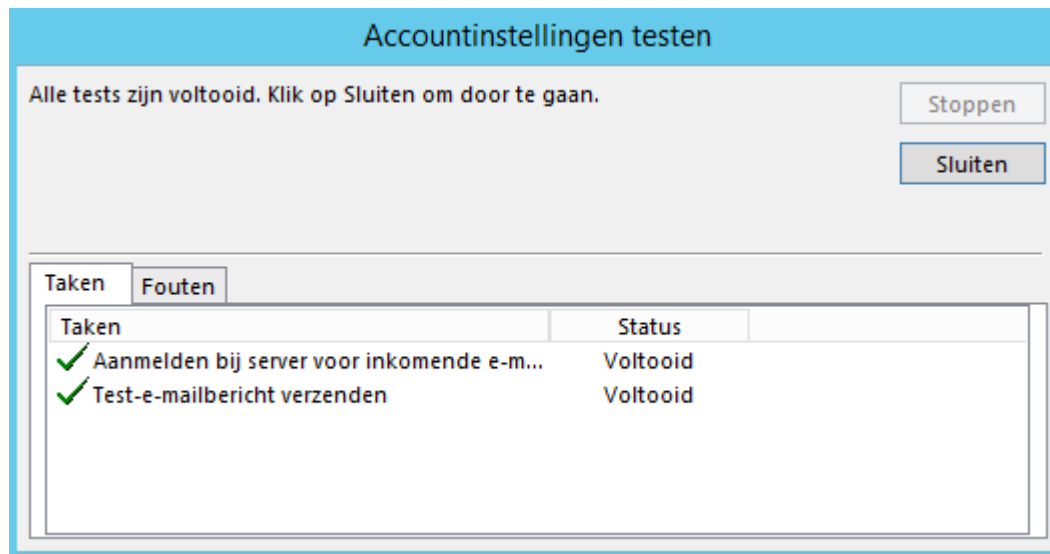 Accountinstellingen testen
Alle tests zijn voltooid. Klik op Sluiten om door te gaan.
Stoppen
Sluiten
Taken Fouten
Taken Status
Aanmelden bij server voor inkomende e-m... Voltooid
Test-e-mailbericht verzenden Voltooid